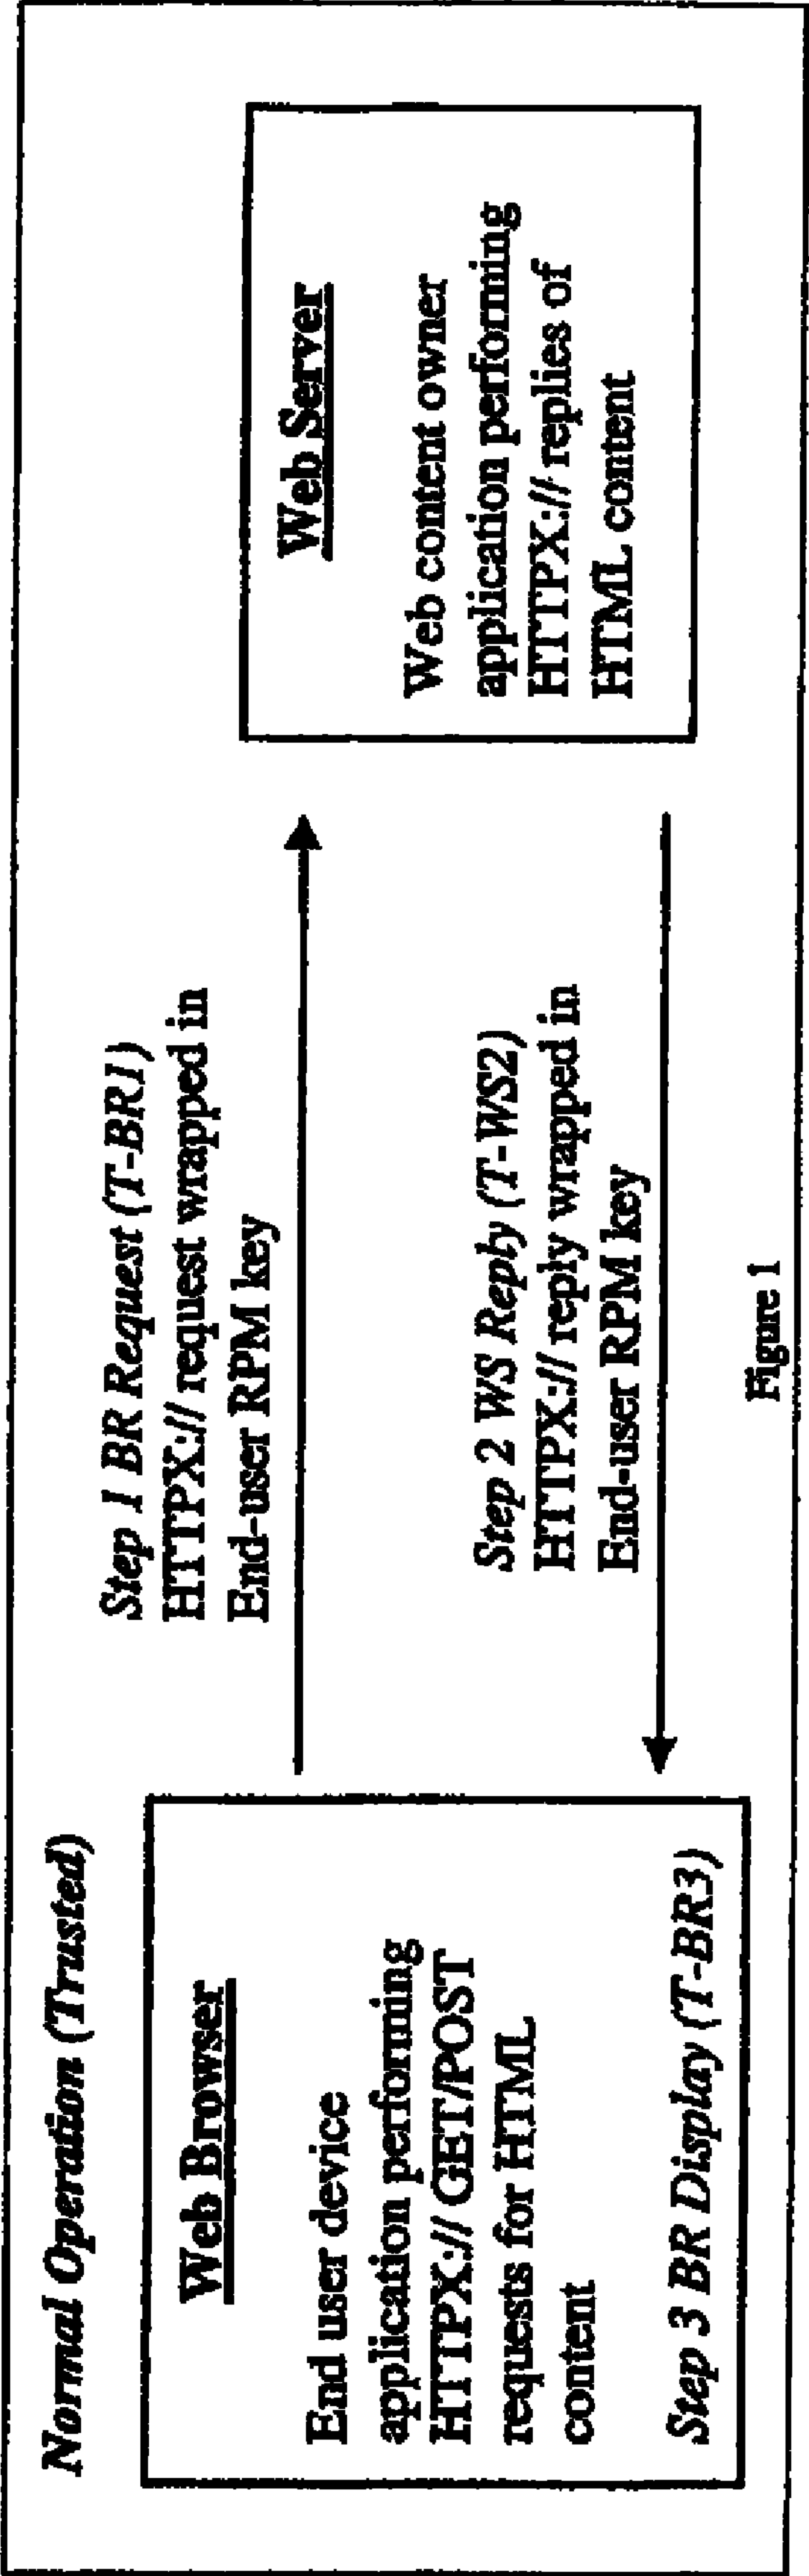 Normal Operation (Trusted)
Web Browser
End user device
application performing
HTTPX:// GET/POST
requests for HTML
content
Step 3 BR Display (T-BR3)
Step 1 BR Request (T-BR1)
HTTPX:// request wrapped in
End-user RPM key
Step 2 WS Reply (T-WS2)
HTTPX:// reply wrapped in
End-user RPM key
Web Server
Web content owner
application performing
HTTPX:// replies of
HTML content
Figure 1